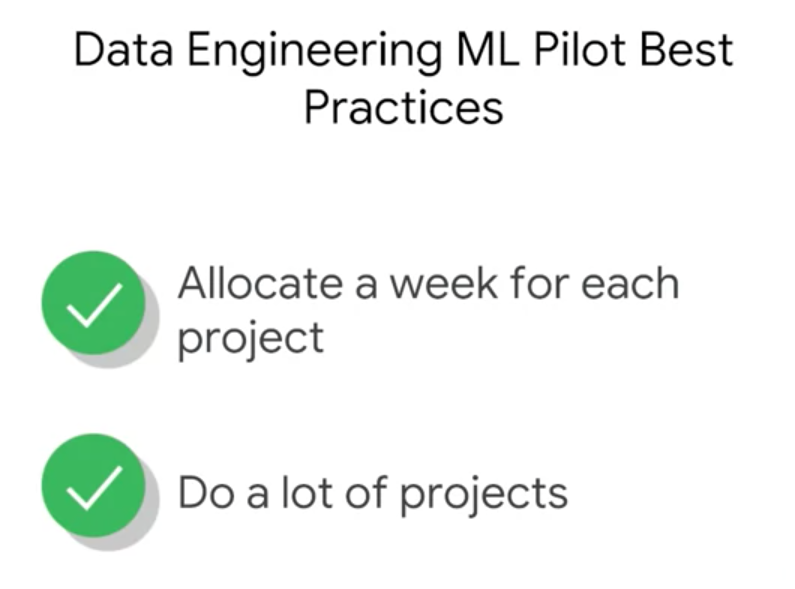 Data Engineering ML Pilot Best
Practices
Allocate a week for each
project
Do a lot of projects